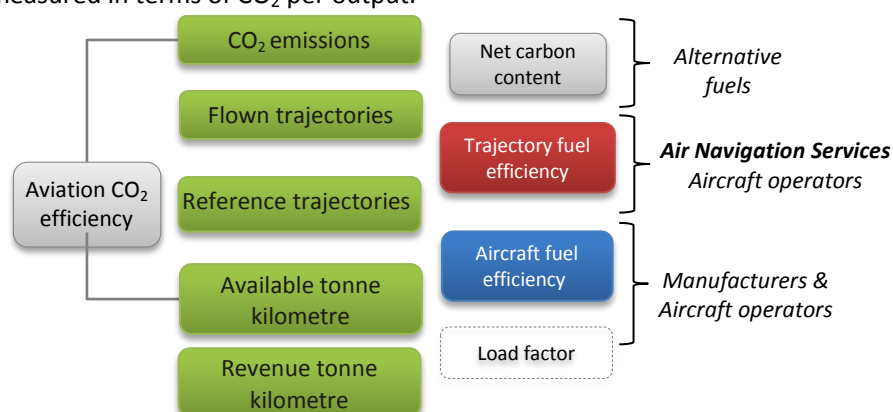 measured in terms of CO₂ per output.
CO₂ emissions
Flown trajectories
Aviation CO₂
efficiency
Reference trajectories
Available tonne
kilometre
Revenue tonne
kilometre
Net carbon
content
Trajectory fuel
efficiency
Aircraft fuel
efficiency
Load factor
Alternative
fuels
Air Navigation Services
Aircraft operators
Manufacturers &
Aircraft operators